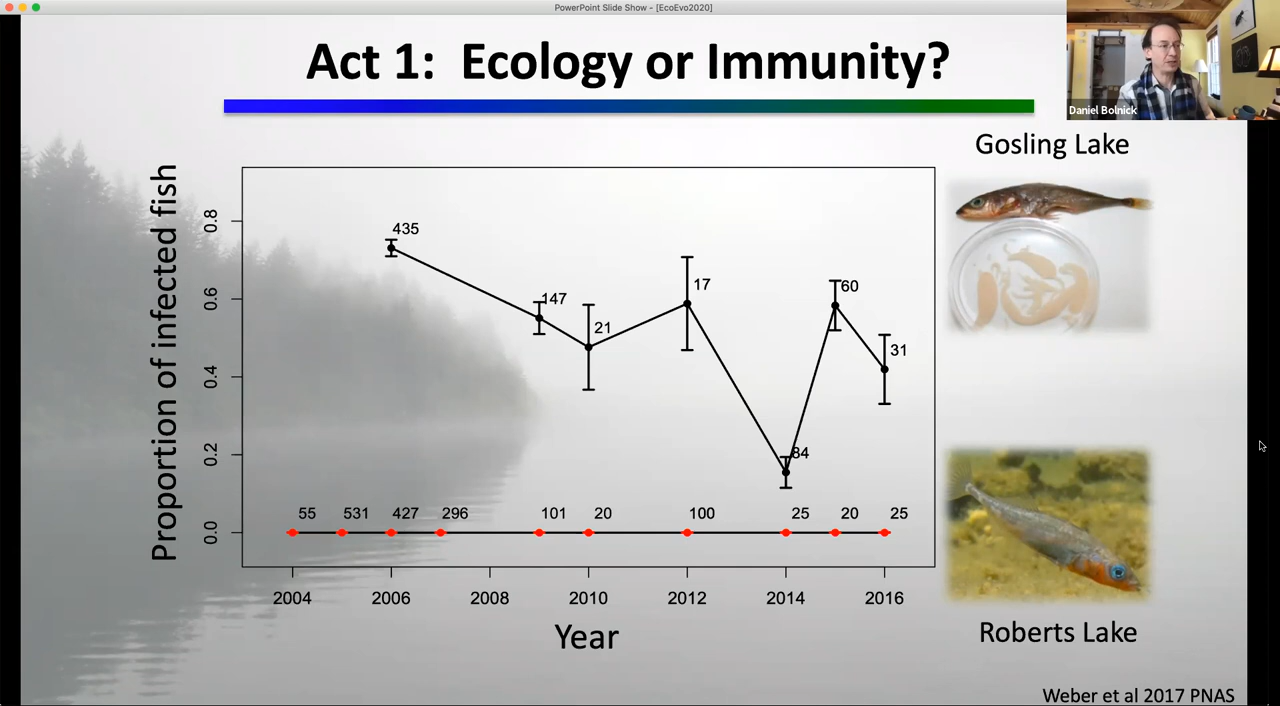 PowerPoint Slide Show - [EcoEvo2020]
Act 1: Ecology or Immunity?
Daniel Bolnick
Gosling Lake
Proportion of infected fish
0.8
0.6
0.4
0.2
0.0
435
147
21
17
84
60
31
55 531 427 296 101 20 100 25 20 25
2004 2006 2008 2010 2012 2014 2016
Year
Roberts Lake
Weber et al 2017 PNAS